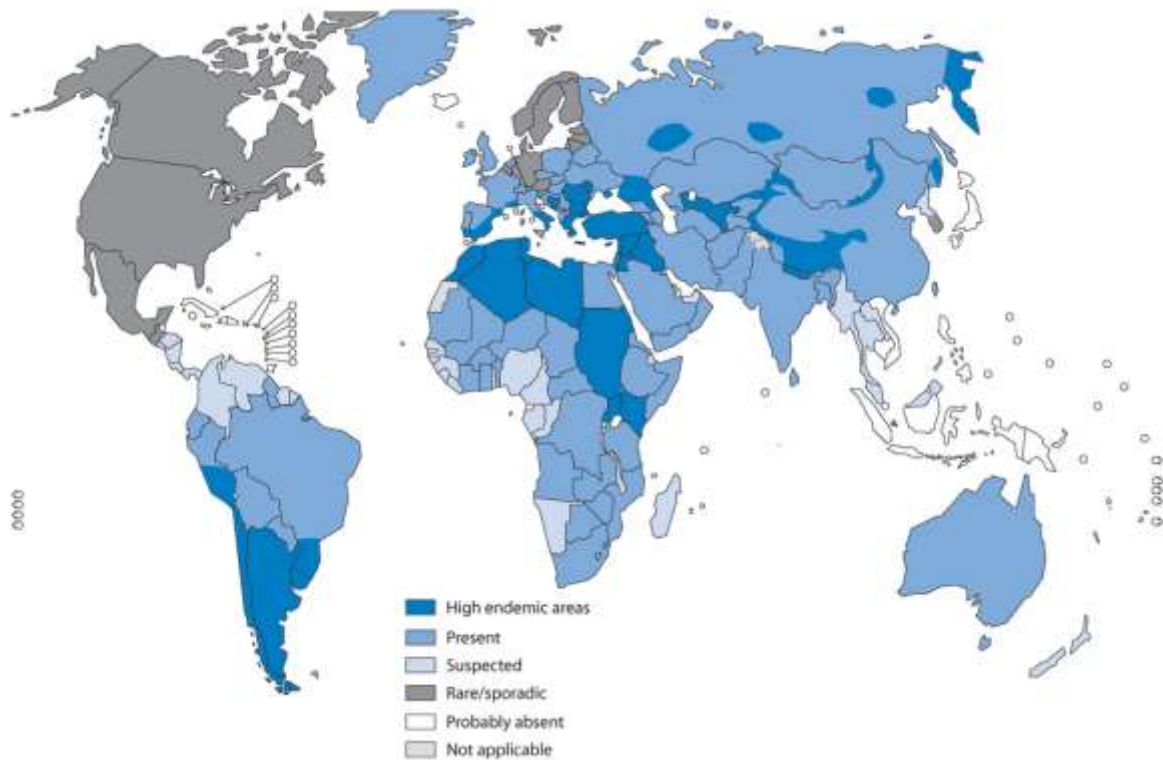 High endemic areas
Present
Suspected
Rare/sporadic
Probably absent
Not applicable